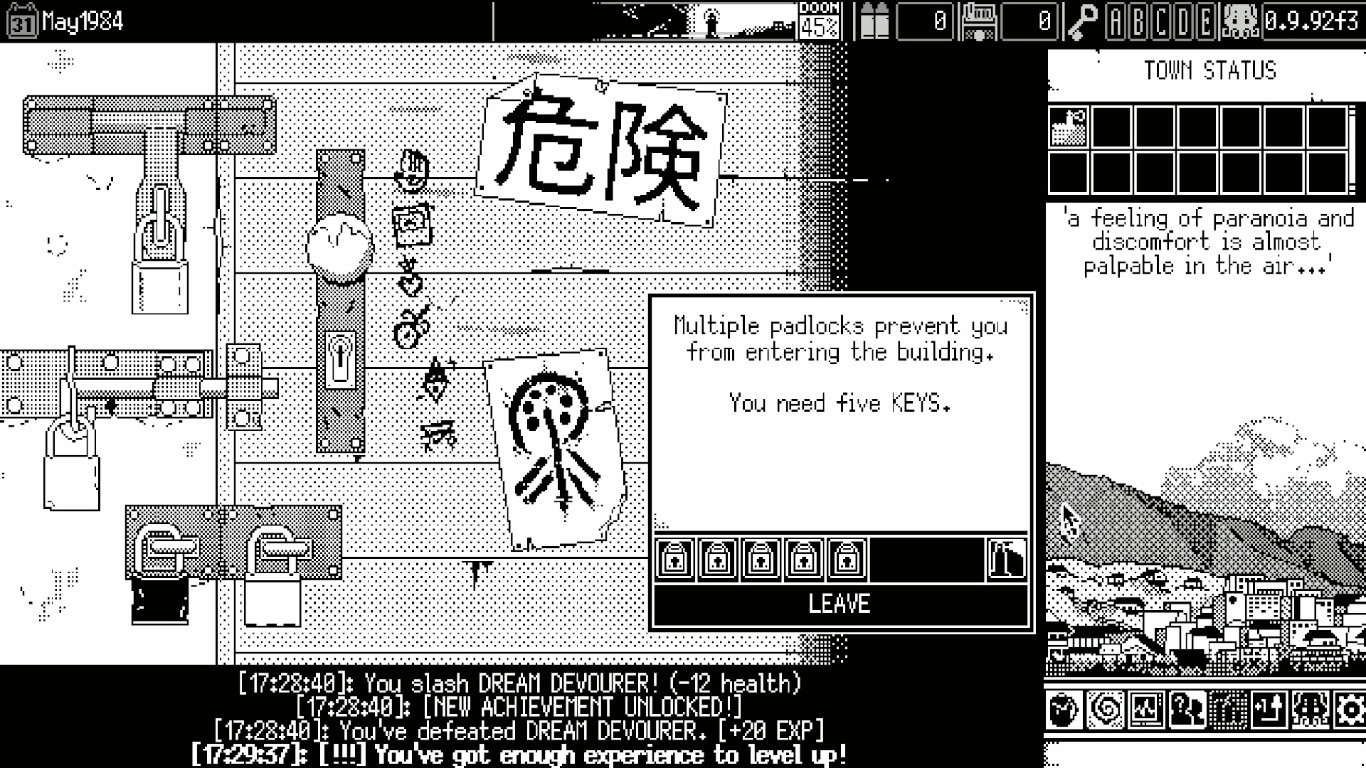 31
May1984
DOOM
45%
0
0
A B C D E
0.9.92f3
TOWN STATUS
危険
'a feeling of paranoia and
discomfort is almost
palpable in the air...'
Multiple padlocks prevent you
from entering the building.
You need five KEYS.
LEAVE
[17:28:40]: You slash DREAM DEVOURER! (-12 health)
[17:28:40]: [NEW ACHIEVEMENT UNLOCKED!]
[17:28:40]: You've defeated DREAM DEVOURER. [+20 EXP]
[17:29:37]: [!!!] You've got enough experience to level up!